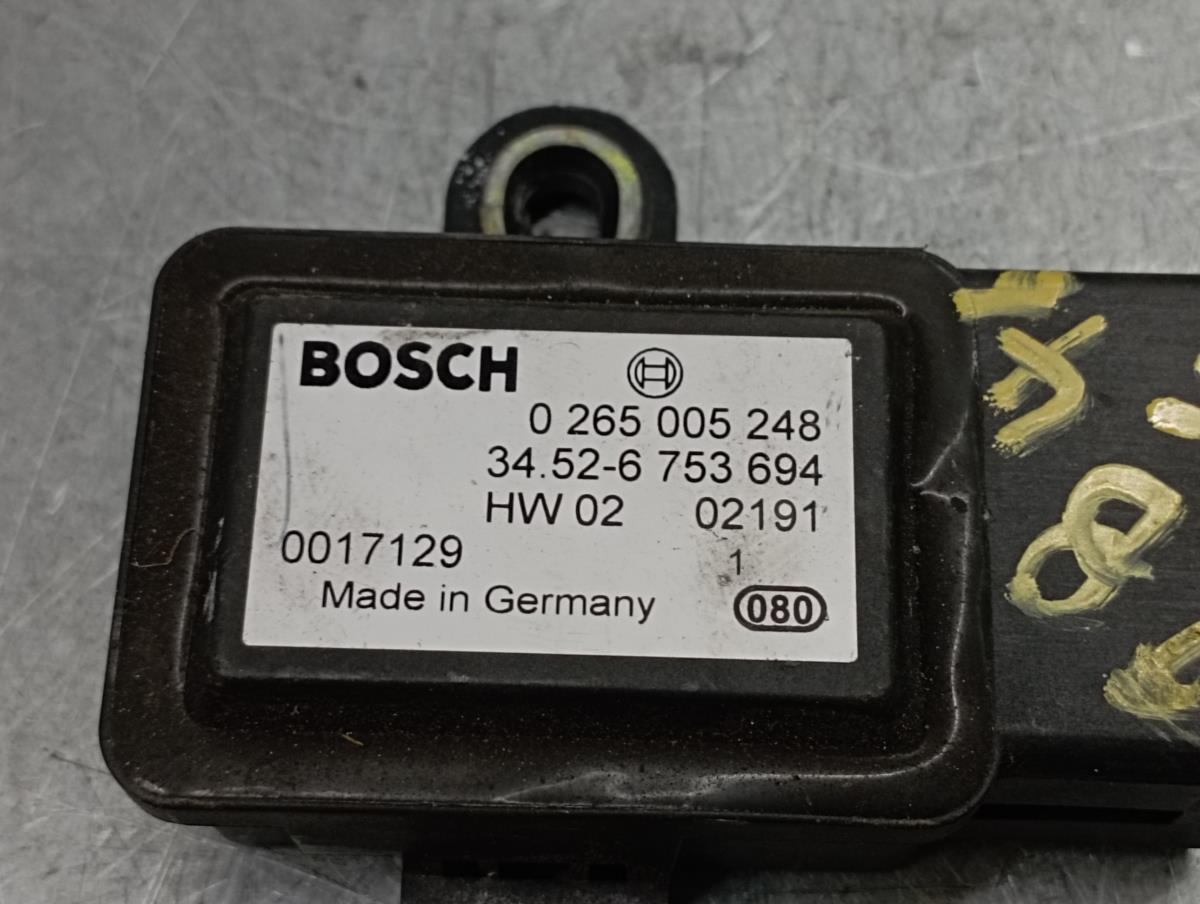 BOSCH
0 265 005 248
34.52-6 753 694
HW 02 02191
0017129 1
Made in Germany 080